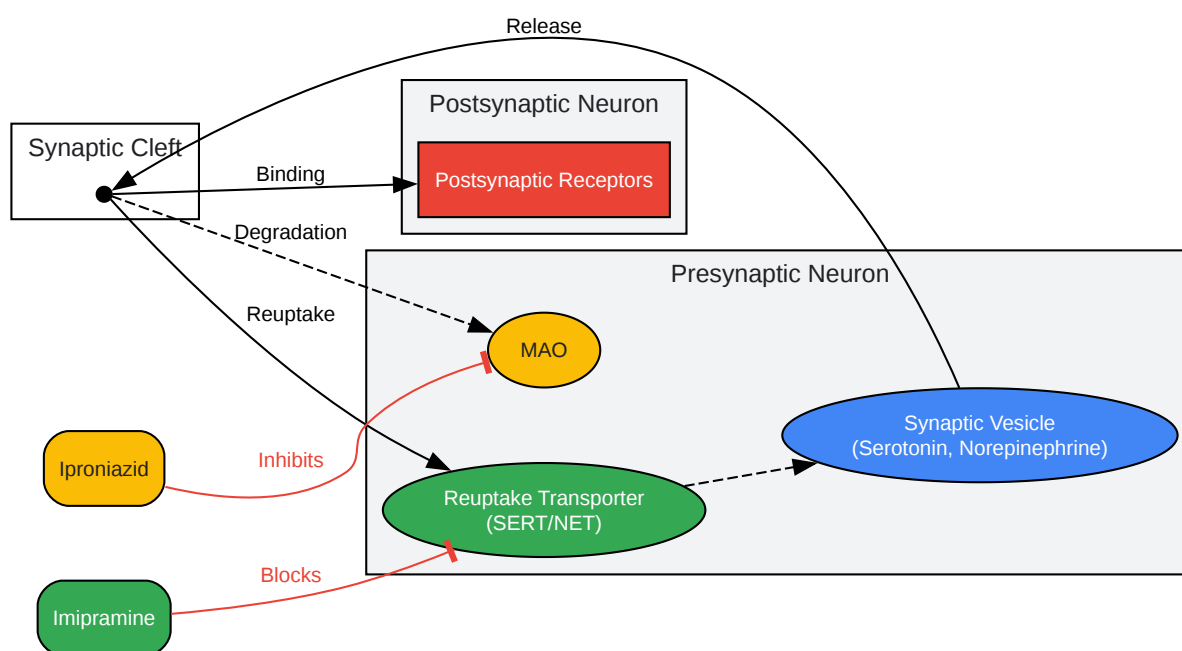 Release
Postsynaptic Neuron
Synaptic Cleft
Binding
Postsynaptic Receptors
Degradation
Presynaptic Neuron
Reuptake
MAO
Synaptic Vesicle
(Serotonin, Norepinephrine)
Iproniazid
Inhibits
Reuptake Transporter
(SERT/NET)
Blocks
Imipramine